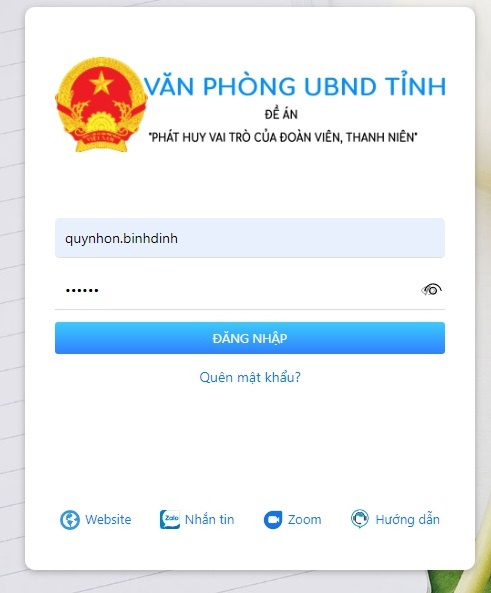 VĂN PHÒNG UBND TỈNH
ĐỀ ÁN
"PHÁT HUY VAI TRÒ CỦA ĐOÀN VIÊN, THANH NIÊN"
quynhon.binhdinh
••••••
ĐĂNG NHẬP
Quên mật khẩu?
Website
Zalo Nhắn tin
Zoom
Hướng dẫn